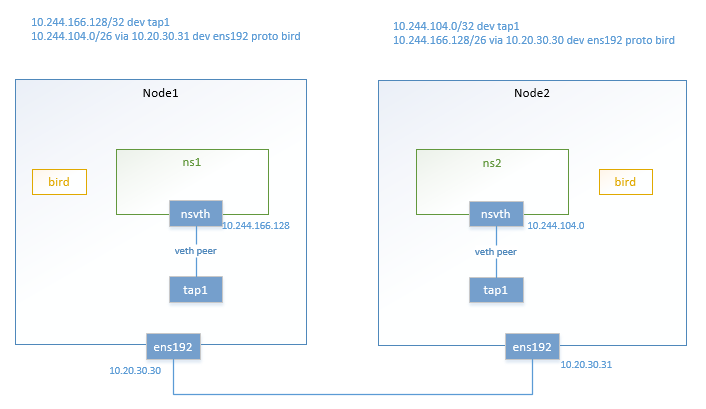 10.244.166.128/32 dev tap1
10.244.104.0/26 via 10.20.30.31 dev ens192 proto bird
10.244.104.0/32 dev tap1
10.244.166.128/26 via 10.20.30.30 dev ens192 proto bird
Node1
ns1
bird
nsvth
10.244.166.128
veth peer
tap1
ens192
10.20.30.30
Node2
ns2
bird
nsvth
10.244.104.0
veth peer
tap1
ens192
10.20.30.31